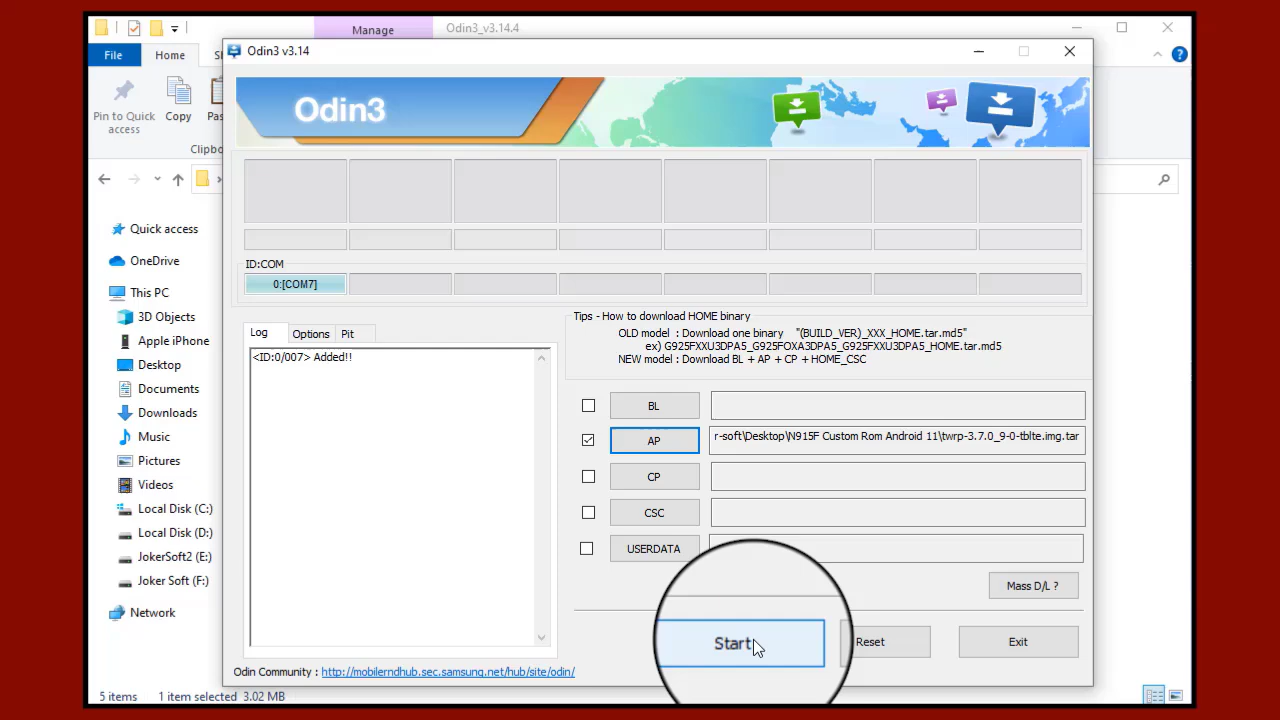 Manage
Odin3_v3.14.4
File
Home
Odin3 v3.14
Pin to Quick
access
Copy
Odin3
ID:COM
0:[COM7]
Quick access
OneDrive
This PC
3D Objects
Apple iPhone
Desktop
Documents
Downloads
Music
Pictures
Videos
Local Disk (C:)
Local Disk (D:)
JokerSoft2 (E:)
Joker Soft (F:)
Network
5 items 1 item selected 3.02 MB
Log
Options
Pit
<ID:0/007> Added!!
Tips - How to download HOME binary
OLD model : Download one binary "(BUILD_VER)_XXX_HOME.tar.md5"
ex) G925FXXU3DPA5_G925FOXA3DPA5_G925FXXU3DPA5_HOME.tar.md5
NEW model : Download BL + AP + CP + HOME_CSC
BL
AP
r-soft\Desktop\N915F Custom Rom Android 11\twrp-3.7.0_9-0-tblte.img.tar
CP
CSC
USERDATA
Mass D/L ?
Start
Reset
Exit
Odin Community : http://mobilerndhub.sec.samsung.net/hub/site/odin/